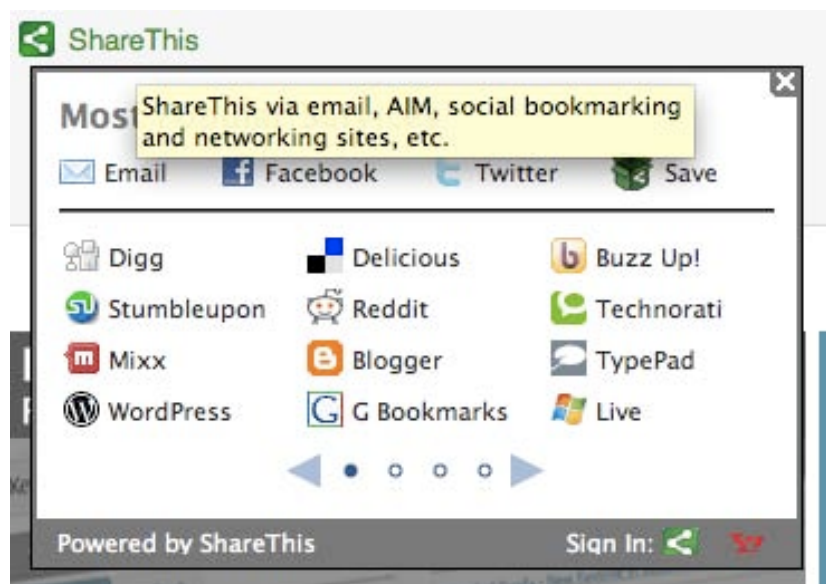 ShareThis
Most
ShareThis via email, AIM, social bookmarking
and networking sites, etc.
Email Facebook Twitter Save
Digg Delicious Buzz Up!
Stumbleupon Reddit Technorati
Mixx Blogger TypePad
WordPress G Bookmarks Live
Powered by ShareThis Sign In: